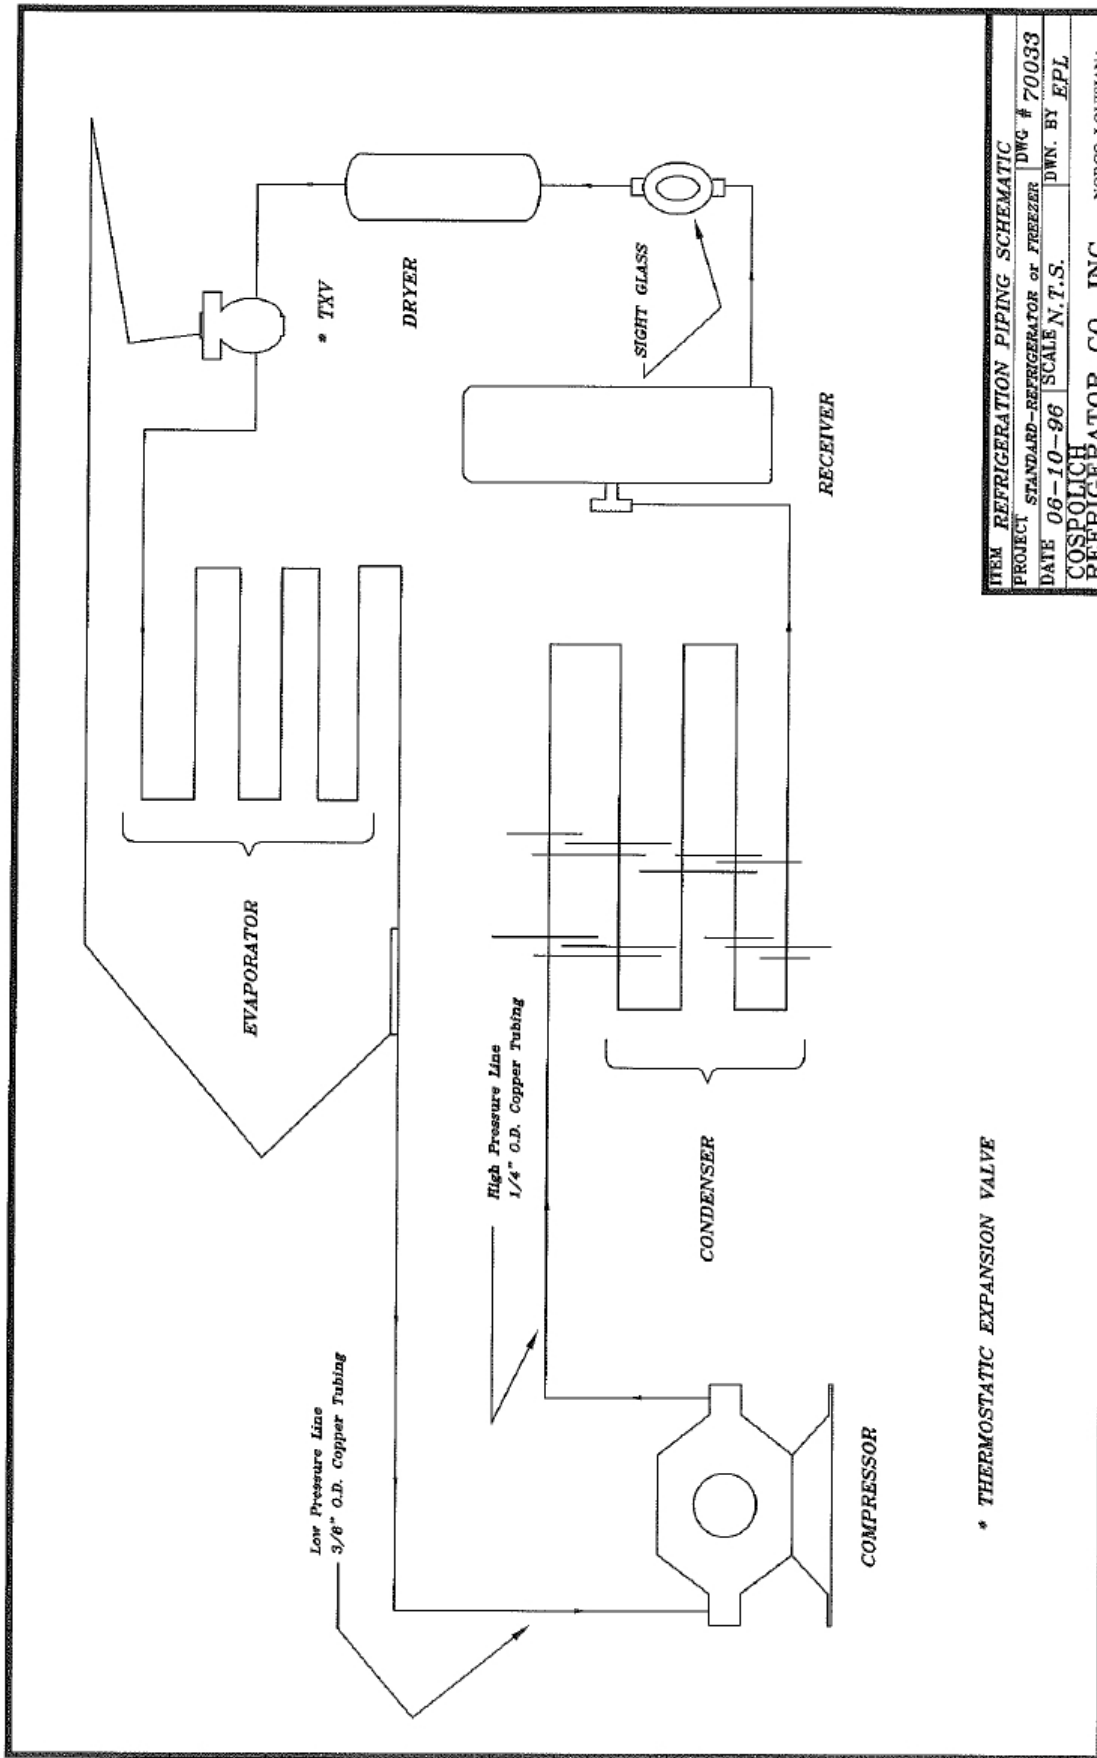 Low Pressure Line
3/8" O.D. Copper Tubing
High Pressure Line
1/4" O.D. Copper Tubing
EVAPORATOR
* TXV
DRYER
SIGHT GLASS
RECEIVER
CONDENSER
COMPRESSOR
* THERMOSTATIC EXPANSION VALVE
ITEM REFRIGERATION PIPING SCHEMATIC
PROJECT STANDARD-REFRIGERATOR or FREEZER DWG # 70033
DATE 06-10-96 SCALE N.T.S. DWN. BY EPL
COSPOLICH
REFRIGERATOR CO. INC.